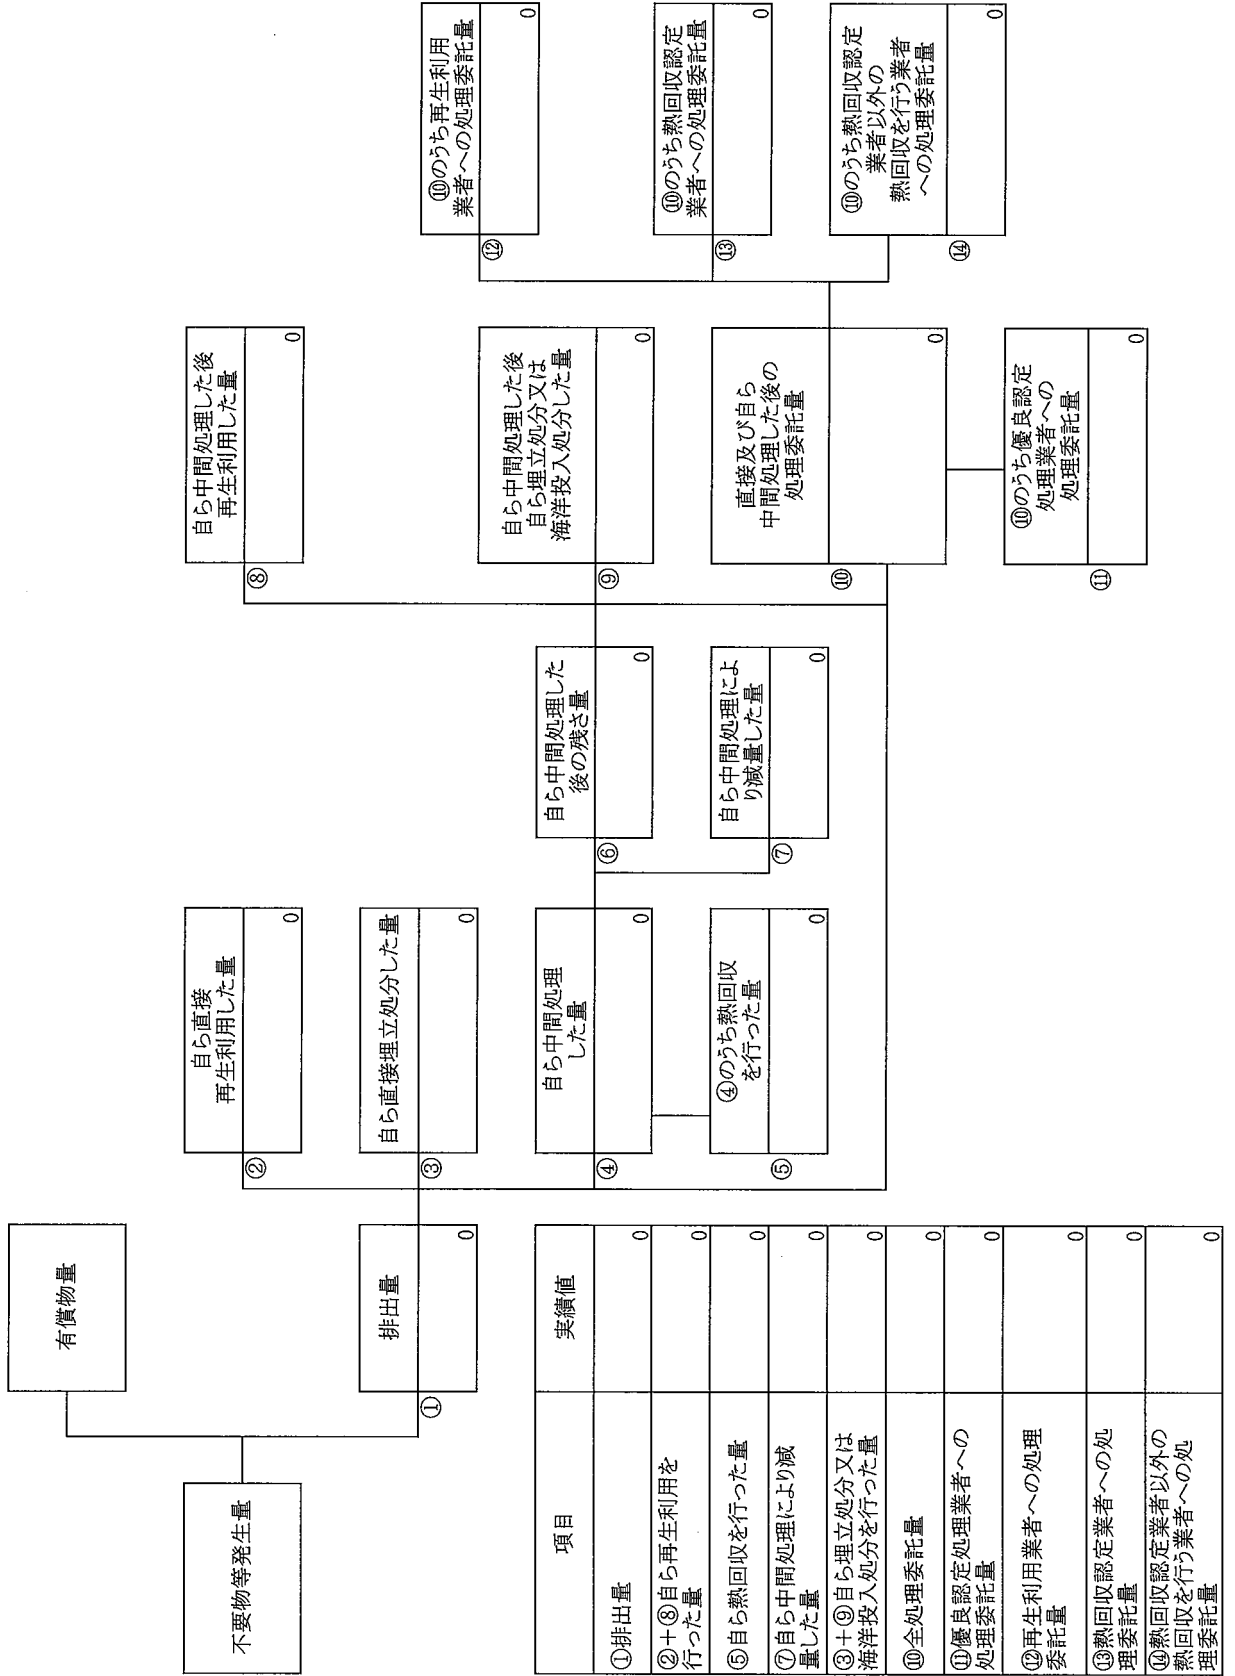 有償物量
不要物等発生量
排出量
0
①
自ら直接
再生利用した量
0
②
自ら直接埋立処分した量
0
③
自ら中間処理
した量
0
④
④のうち熱回収
を行った量
0
⑤
自ら中間処理した
後の残さ量
0
⑥
自ら中間処理によ
り減量した量
0
⑦
自ら中間処理した後
再生利用した量
0
⑧
自ら中間処理した後
自ら埋立処分又は
海洋投入処分した量
0
⑨
直接及び自ら
中間処理した後の
処理委託量
0
⑩
⑩のうち優良認定
処理業者への
処理委託量
0
⑪
⑩のうち再生利用
業者への処理委託量
0
⑫
⑩のうち熱回収認定
業者への処理委託量
0
⑬
⑩のうち熱回収認定
業者以外の
熱回収を行う業者
への処理委託量
0
⑭
項目 実績値
①排出量 0
②+⑧自ら再生利用を
行った量 0
⑤自ら熱回収を行った量 0
⑦自ら中間処理により減
量した量 0
③+⑨自ら埋立処分又は
海洋投入処分を行った量 0
⑩全処理委託量 0
⑪優良認定処理業者への
処理委託量 0
⑫再生利用業者への処理
委託量 0
⑬熱回収認定業者への処
理委託量 0
⑭熱回収認定業者以外の
熱回収を行う業者への処
理委託量 0